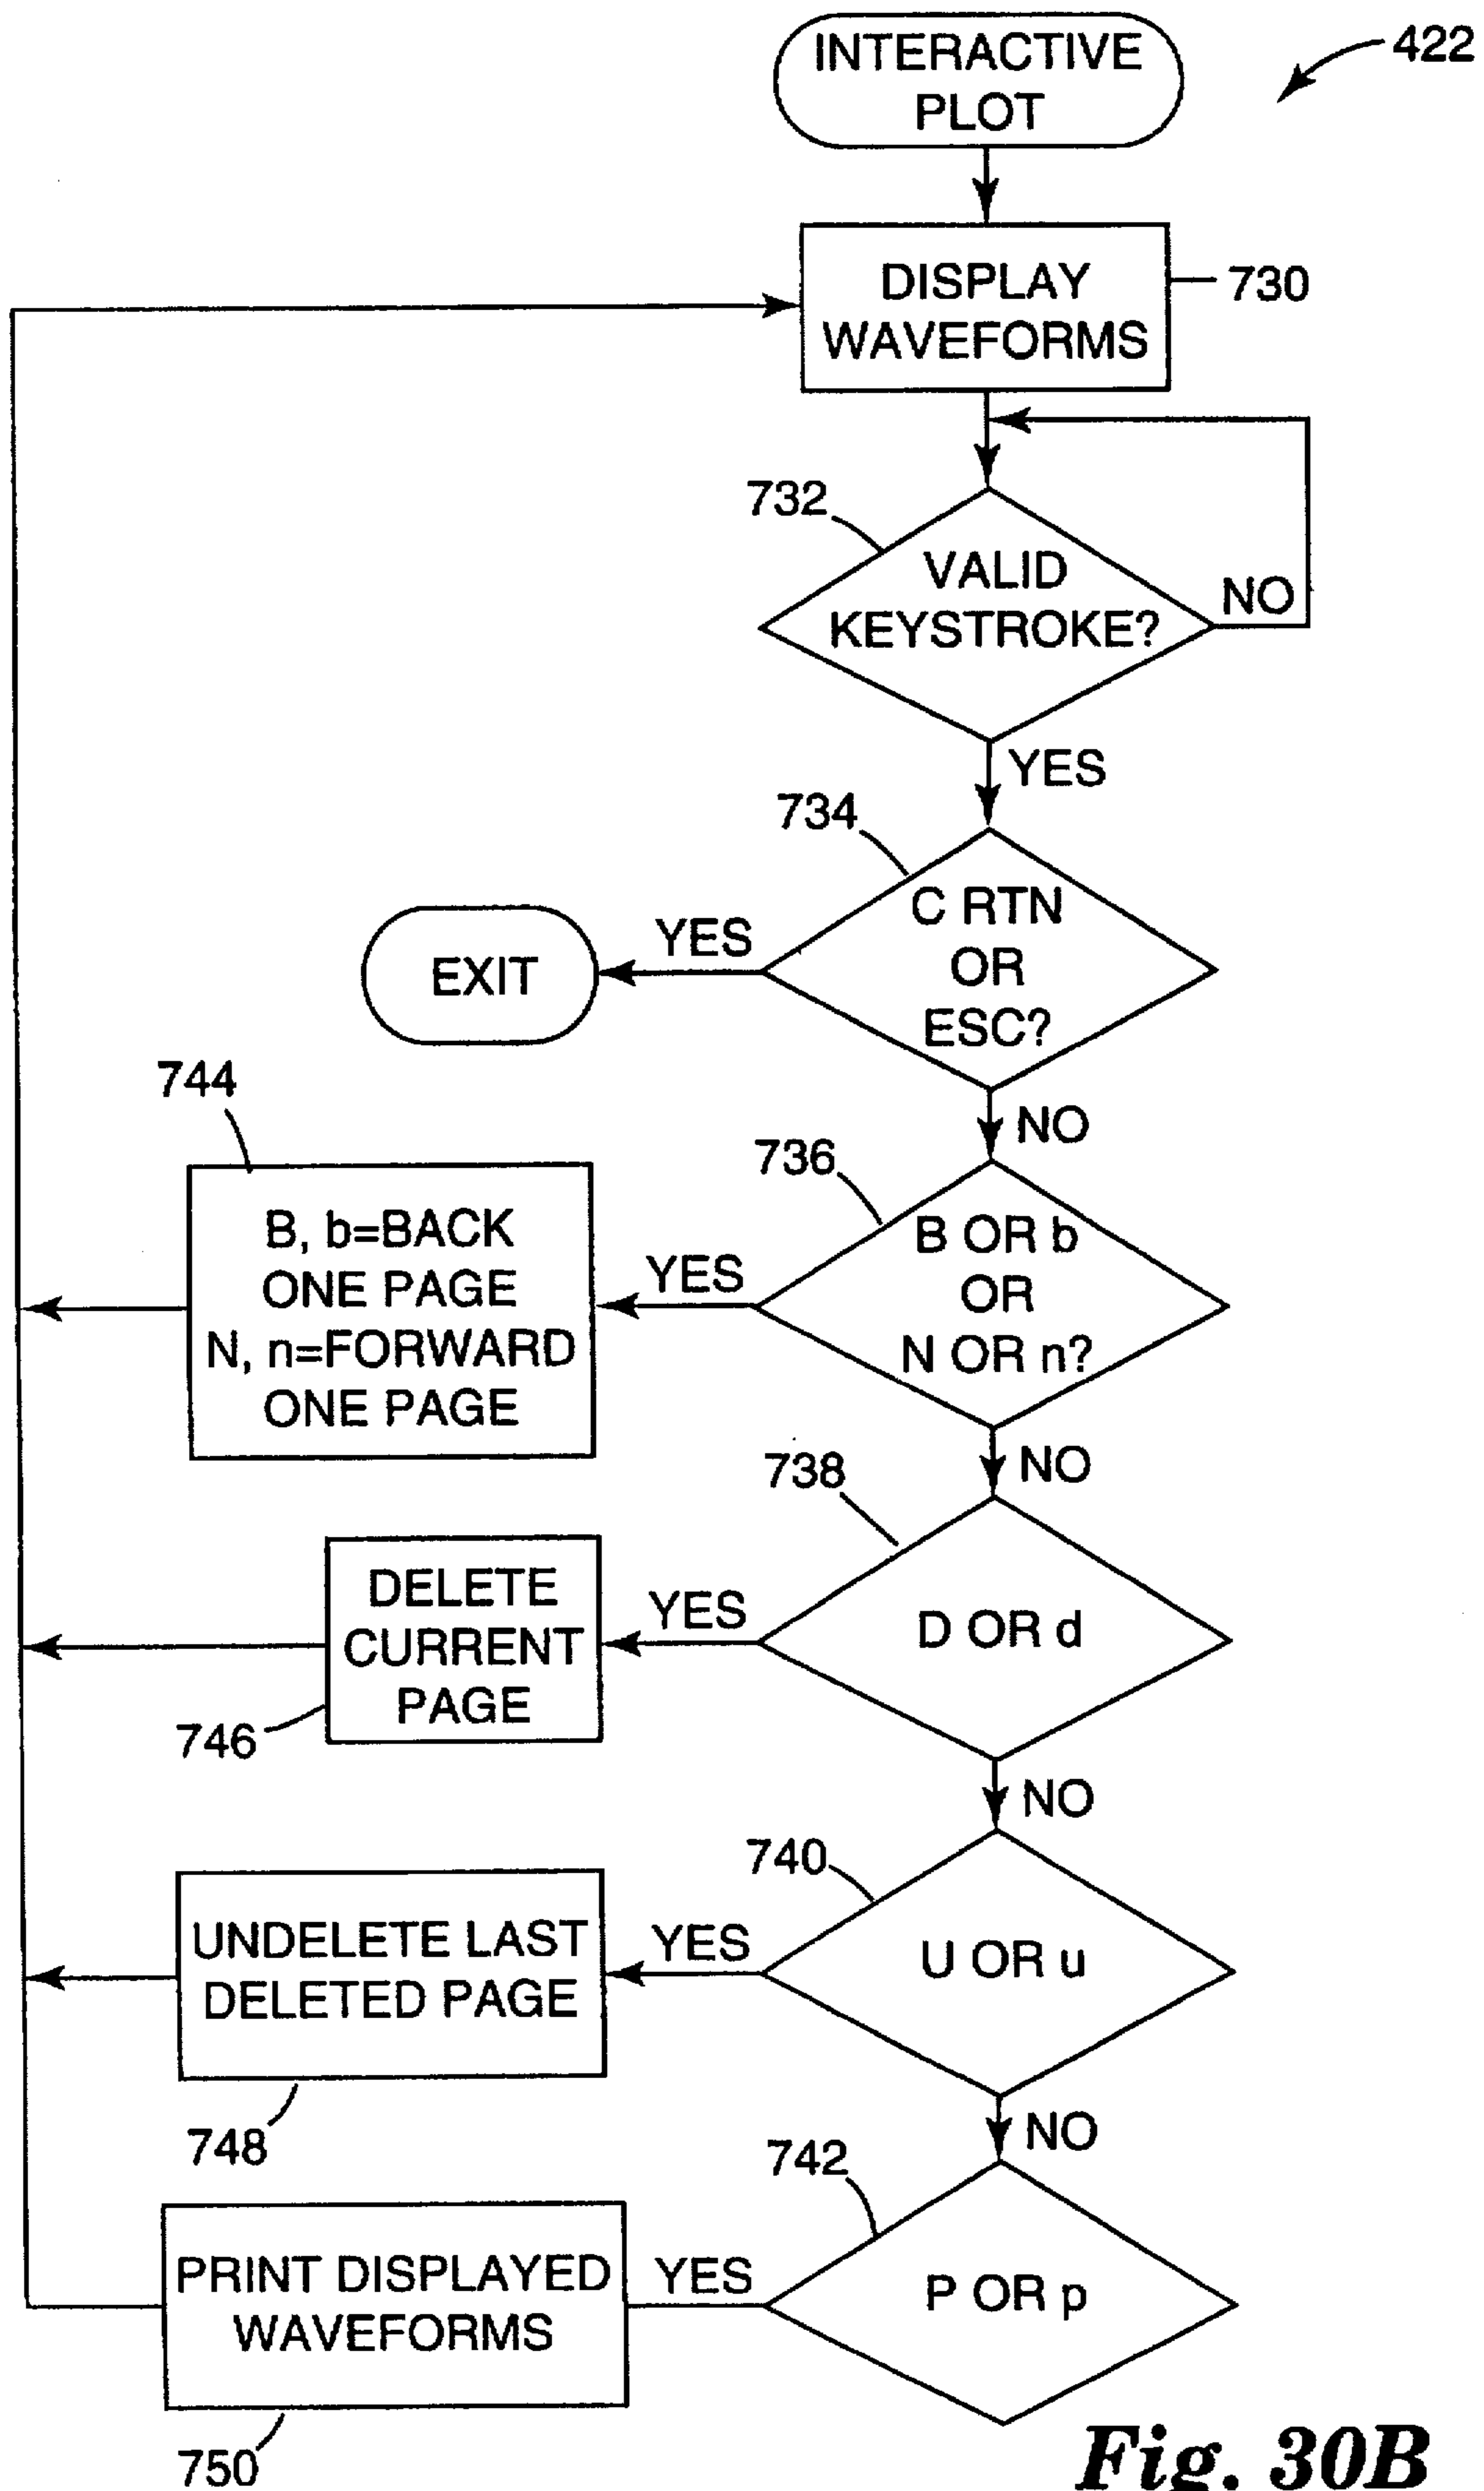 INTERACTIVE
PLOT
422
DISPLAY
WAVEFORMS
730
732
VALID
KEYSTROKE?
NO
YES
734
C RTN
OR
ESC?
YES
EXIT
NO
744
736
B, b=BACK
ONE PAGE
N, n=FORWARD
ONE PAGE
YES
B OR b
OR
N OR n?
NO
738
DELETE
CURRENT
PAGE
746
YES
D OR d
NO
740
UNDELETE LAST
DELETED PAGE
748
YES
U OR u
NO
742
PRINT DISPLAYED
WAVEFORMS
750
YES
P OR p
Fig. 30B